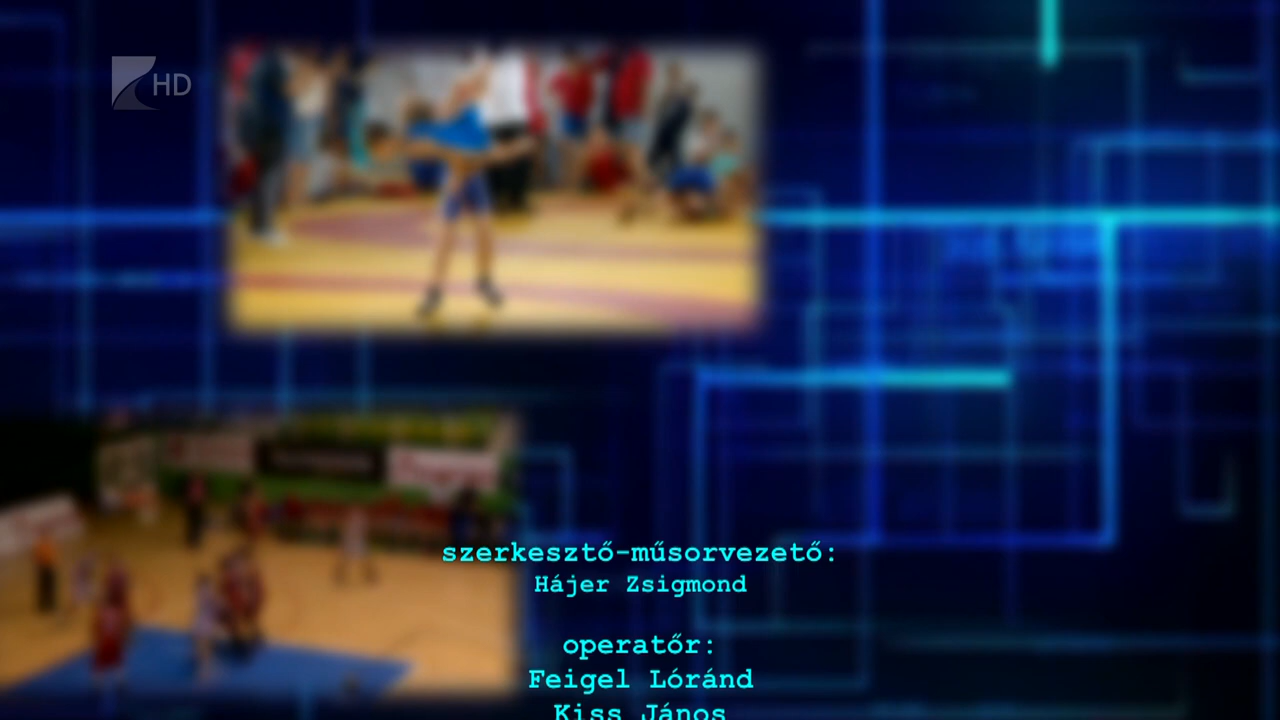 HD
szerkesztő-műsorvezető:
Hájer Zsigmond
operatőr:
Feigel Lóránd
Kiss János